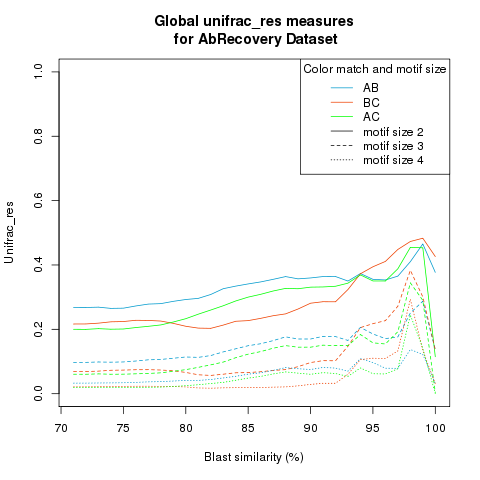 Global unifrac_res measures
for AbRecovery Dataset
Color match and motif size
AB
BC
AC
motif size 2
motif size 3
motif size 4
Unifrac_res
1.0
0.8
0.6
0.4
0.2
0.0
70 75 80 85 90 95 100
Blast similarity (%)